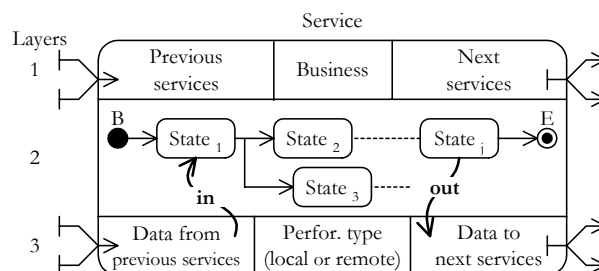 Service
Layers
1
Previous services
Business
Next services
2
B
State 1
State 2
State j
E
State 3
in
out
3
Data from previous services
Perfor. type (local or remote)
Data to next services